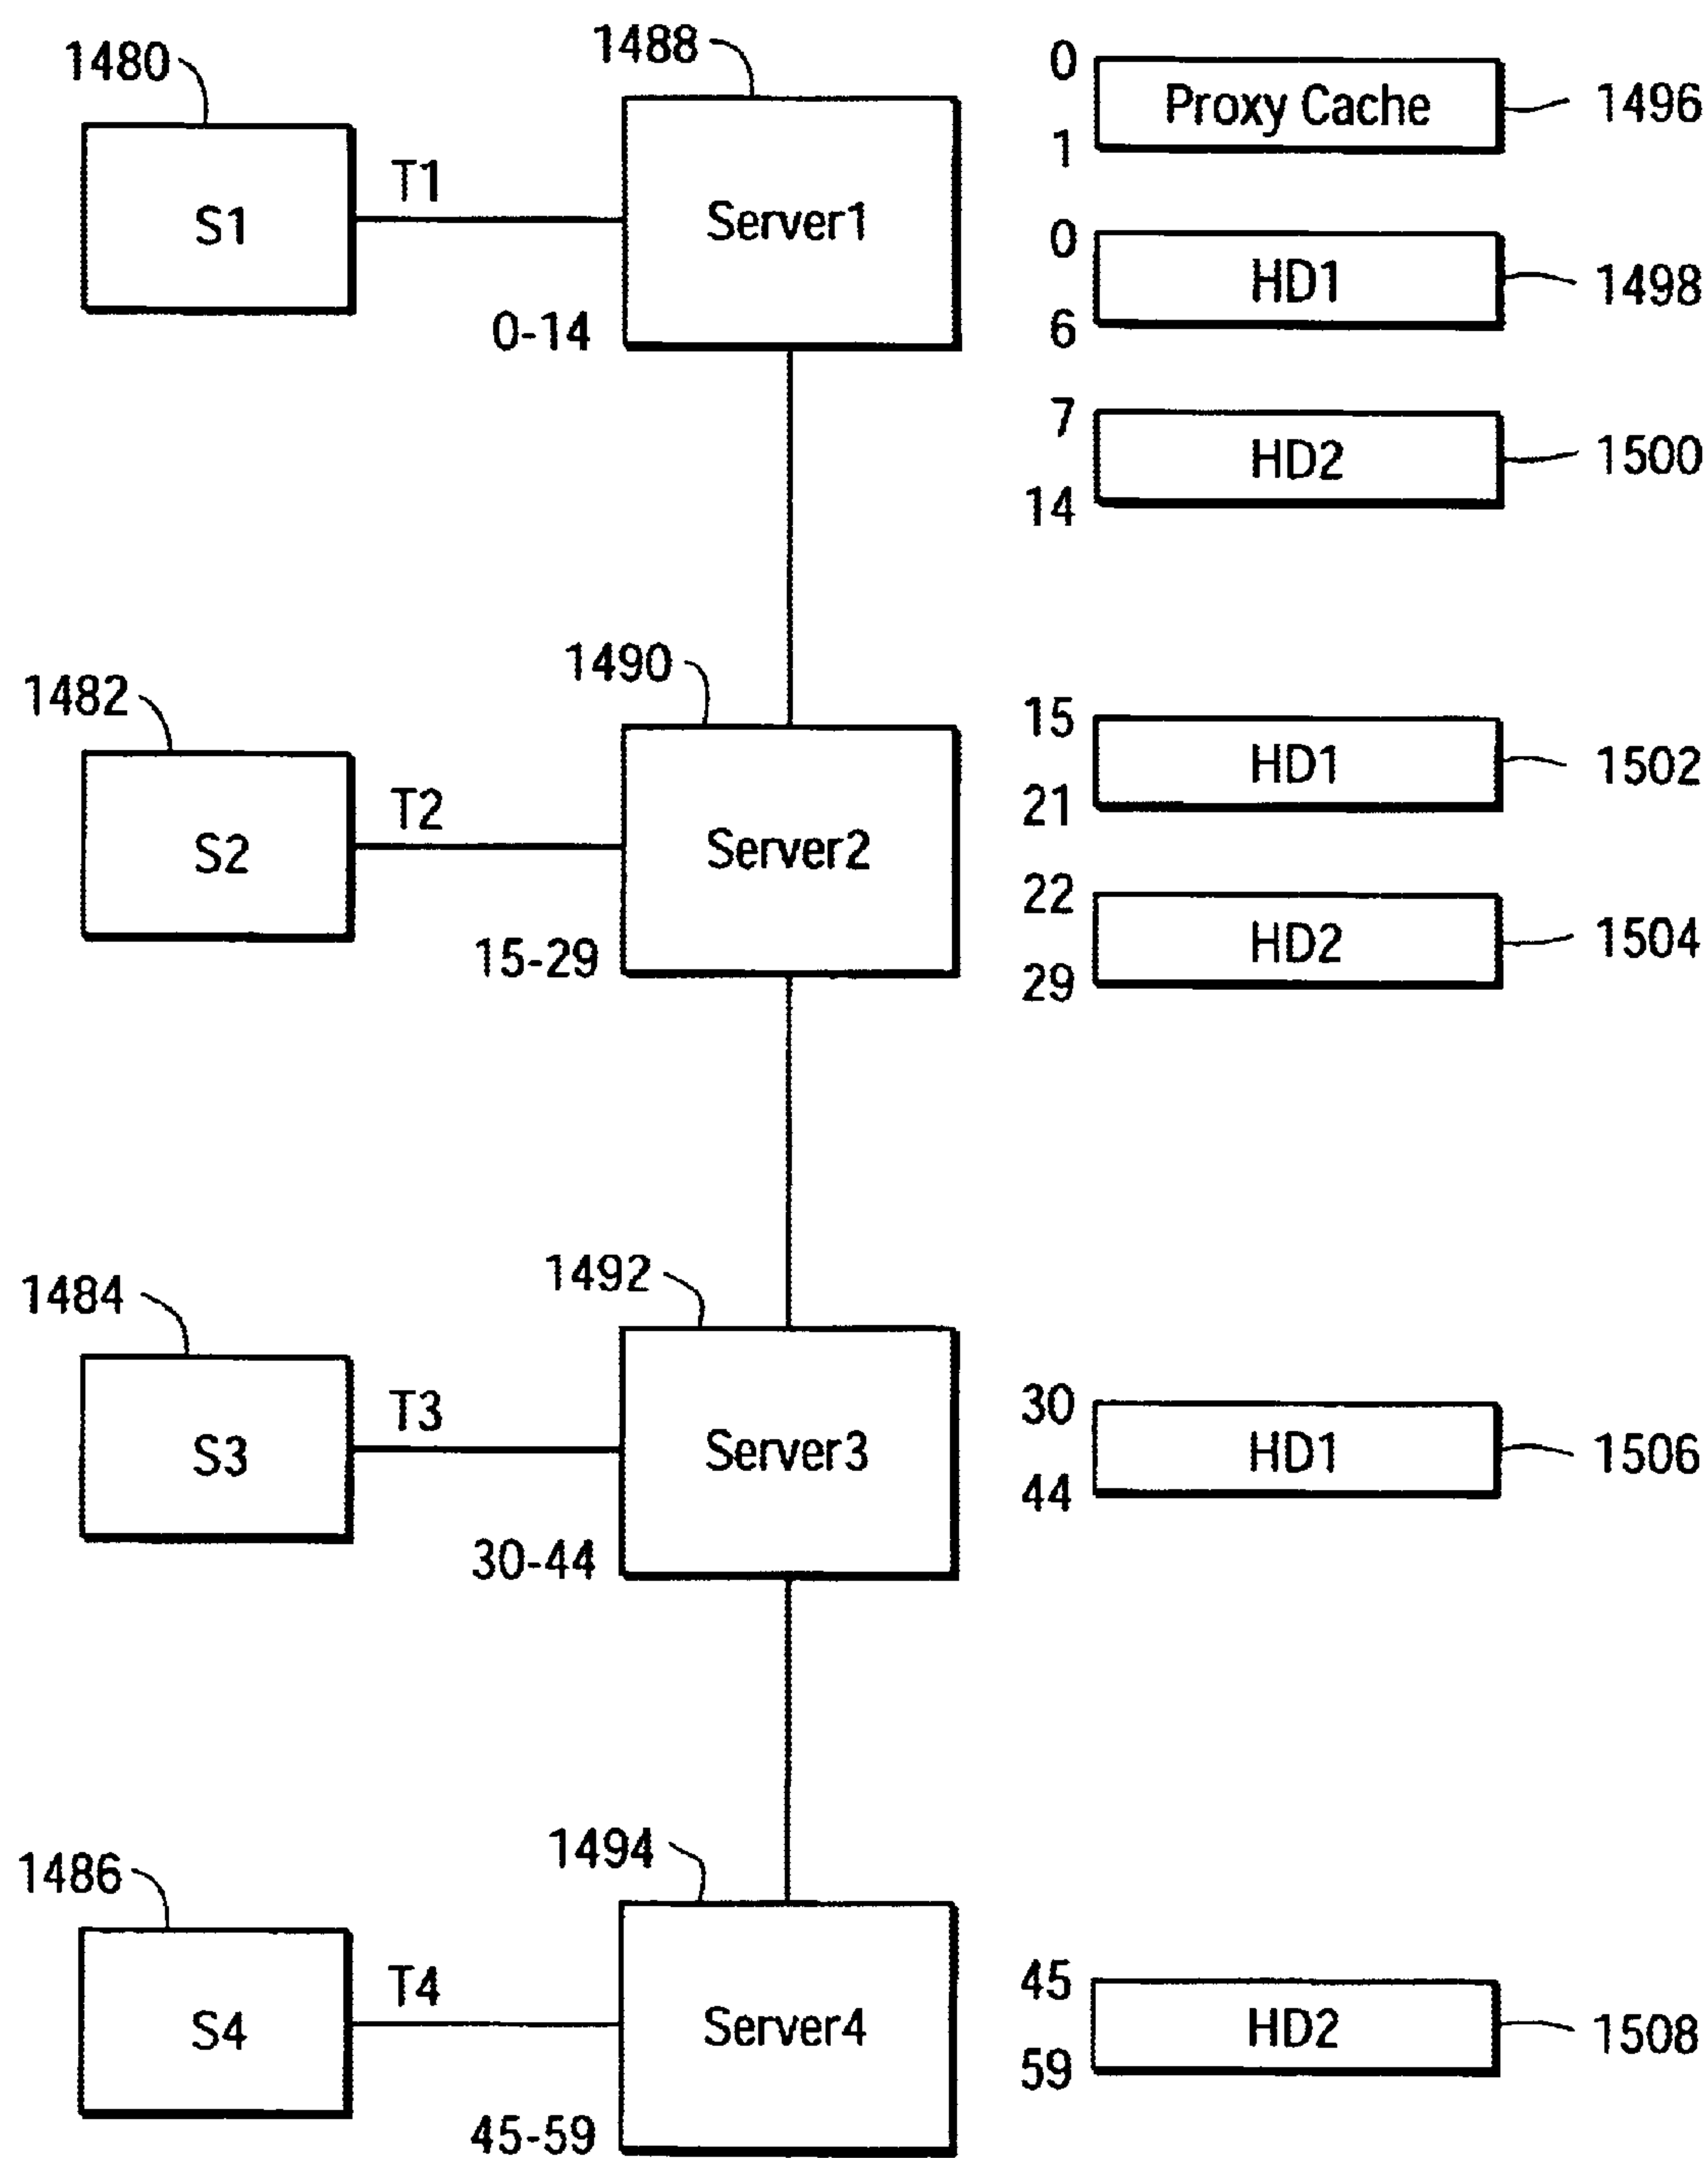 1480
1488
S1
T1
Server1
0-14
0
Proxy Cache
1
1496
0
HD1
6
1498
7
HD2
14
1500
1482
1490
S2
T2
Server2
15-29
15
HD1
21
1502
22
HD2
29
1504
1484
1492
S3
T3
Server3
30-44
30
HD1
44
1506
1486
1494
S4
T4
Server4
45-59
45
HD2
59
1508